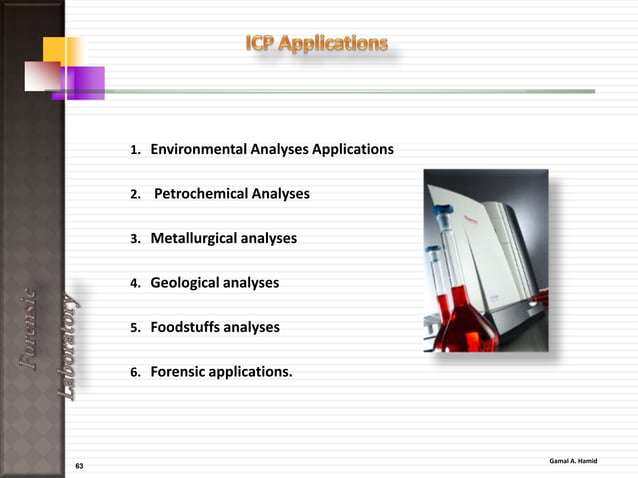 ICP Applications
1. Environmental Analyses Applications
2. Petrochemical Analyses
3. Metallurgical analyses
4. Geological analyses
5. Foodstuffs analyses
6. Forensic applications.
Forensic
Laboratory
63
Gamal A. Hamid